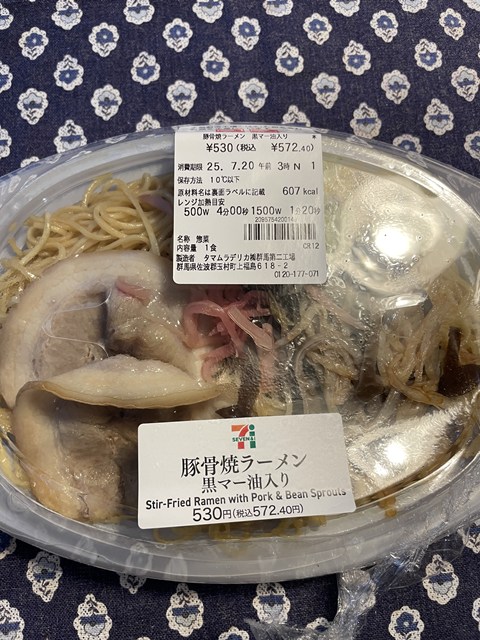 豚骨焼ラーメン 黒マー油入り
¥530(税込 ¥572.40)
消費期限 25. 7.20 午前 3時 N 1
保存方法 10℃以下
原材料名は裏面ラベルに記載 607 kcal
レンジ加熱目安
500W 4分00秒 1500W 1分20秒
名称 惣菜
内容量 1食 CR12
製造者 タマムラデリカ㈱群馬第二工場
群馬県佐波郡玉村町上福島618-2
0120-177-071
7
SEVEN&i
豚骨焼ラーメン
黒マー油入り
Stir-Fried Ramen with Pork & Bean Sprouts
530円(税込572.40円)